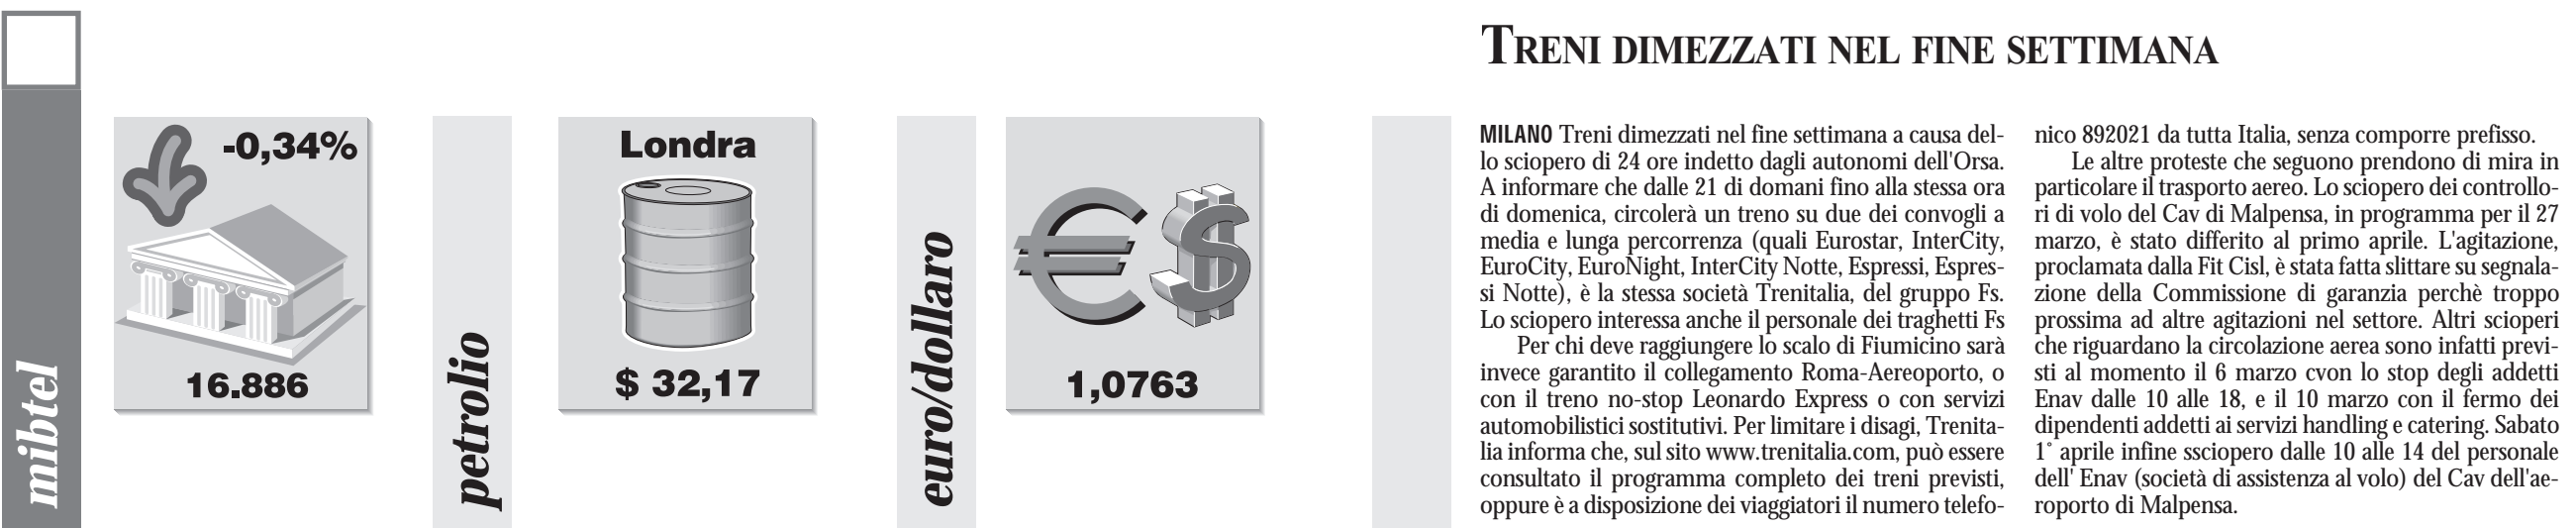 mibtel
-0,34%
16.886
petrolio
Londra
$ 32,17
euro/dollaro
€$
1,0763
TRENI DIMEZZATI NEL FINE SETTIMANA
MILANO Treni dimezzati nel fine settimana a causa del-
lo sciopero di 24 ore indetto dagli autonomi dell'Orsa.
A informare che dalle 21 di domani fino alla stessa ora
di domenica, circolerà un treno su due dei convogli a
media e lunga percorrenza (quali Eurostar, InterCity,
EuroCity, EuroNight, InterCity Notte, Espressi, Espres-
si Notte), è la stessa società Trenitalia, del gruppo Fs.
Lo sciopero interessa anche il personale dei traghetti Fs
Per chi deve raggiungere lo scalo di Fiumicino sarà
invece garantito il collegamento Roma-Aereoporto, o
con il treno no-stop Leonardo Express o con servizi
automobilistici sostitutivi. Per limitare i disagi, Trenita-
lia informa che, sul sito www.trenitalia.com, può essere
consultato il programma completo dei treni previsti,
oppure è a disposizione dei viaggiatori il numero telefo-
nico 892021 da tutta Italia, senza comporre prefisso.
Le altre proteste che seguono prendono di mira in
particolare il trasporto aereo. Lo sciopero dei controllo-
ri di volo del Cav di Malpensa, in programma per il 27
marzo, è stato differito al primo aprile. L'agitazione,
proclamata dalla Fit Cisl, è stata fatta slittare su segnala-
zione della Commissione di garanzia perchè troppo
prossima ad altre agitazioni nel settore. Altri scioperi
che riguardano la circolazione aerea sono infatti previ-
sti al momento il 6 marzo cvon lo stop degli addetti
Enav dalle 10 alle 18, e il 10 marzo con il fermo dei
dipendenti addetti ai servizi handling e catering. Sabato
1° aprile infine ssciopero dalle 10 alle 14 del personale
dell' Enav (società di assistenza al volo) del Cav dell'ae-
roporto di Malpensa.